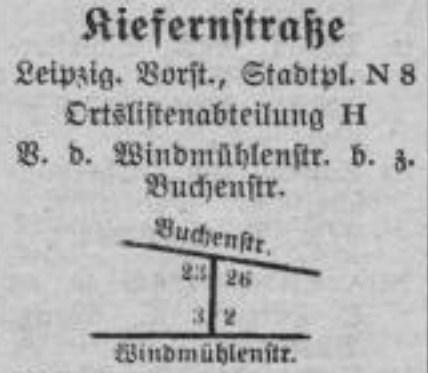 Kiefernstraße
Leipzig. Vorst., Stadtpl. N 8
Ortslistenabteilung H
V. d. Windmühlenstr. b. z.
Buchenstr.
Buchenstr.
23 26
3 2
Windmühlenstr.